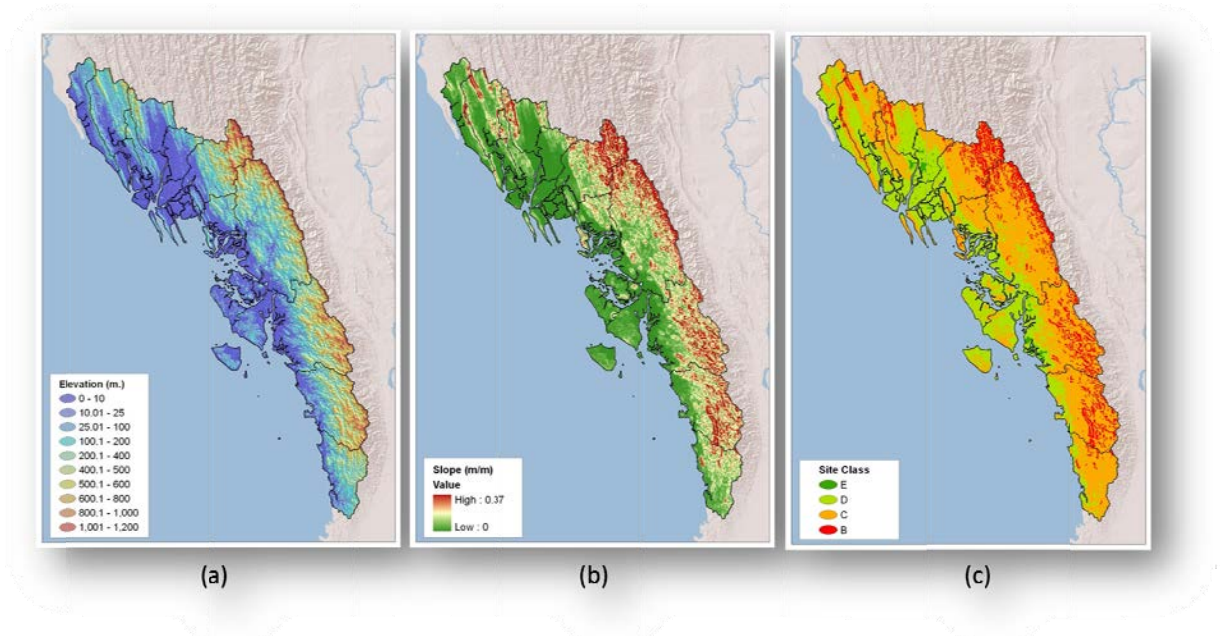 Elevation (m.)
0 - 10
10.01 - 25
25.01 - 100
100.1 - 200
200.1 - 400
400.1 - 500
500.1 - 600
600.1 - 800
800.1 - 1,000
1,001 - 1,200
(a)
Slope (m/m)
Value
High : 0.37
Low : 0
(b)
Site Class
E
D
C
B
(c)